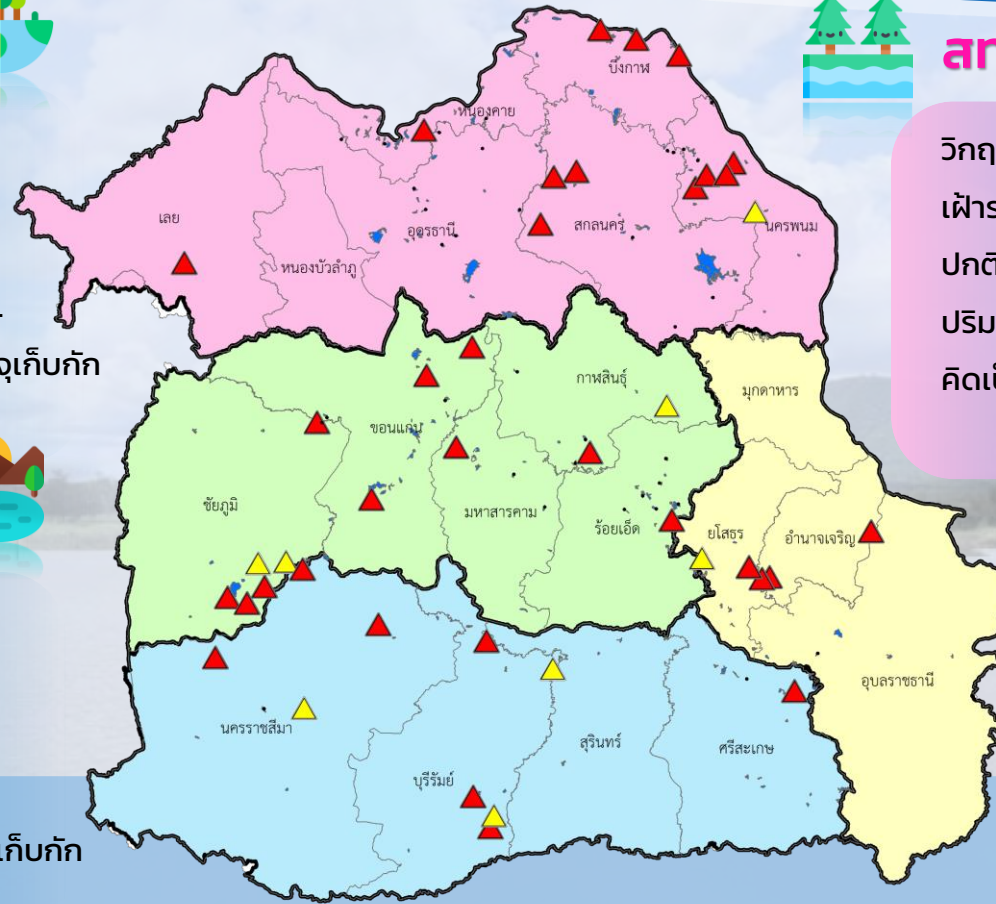 สท
วิกฤ
เฝ้าร
ปกติ
ปริม
คิดเป็
จุเก็บกัก
เก็บกัก
บึงกาฬ
หนองคาย
เลย
อุดรธานี
สกลนคร
นครพนม
หนองบัวลำภู
กาฬสินธุ์
มุกดาหาร
ขอนแก่น
ชัยภูมิ
มหาสารคาม
ร้อยเอ็ด
ยโสธร
อำนาจเจริญ
อุบลราชธานี
นครราชสีมา
สุรินทร์
ศรีสะเกษ
บุรีรัมย์